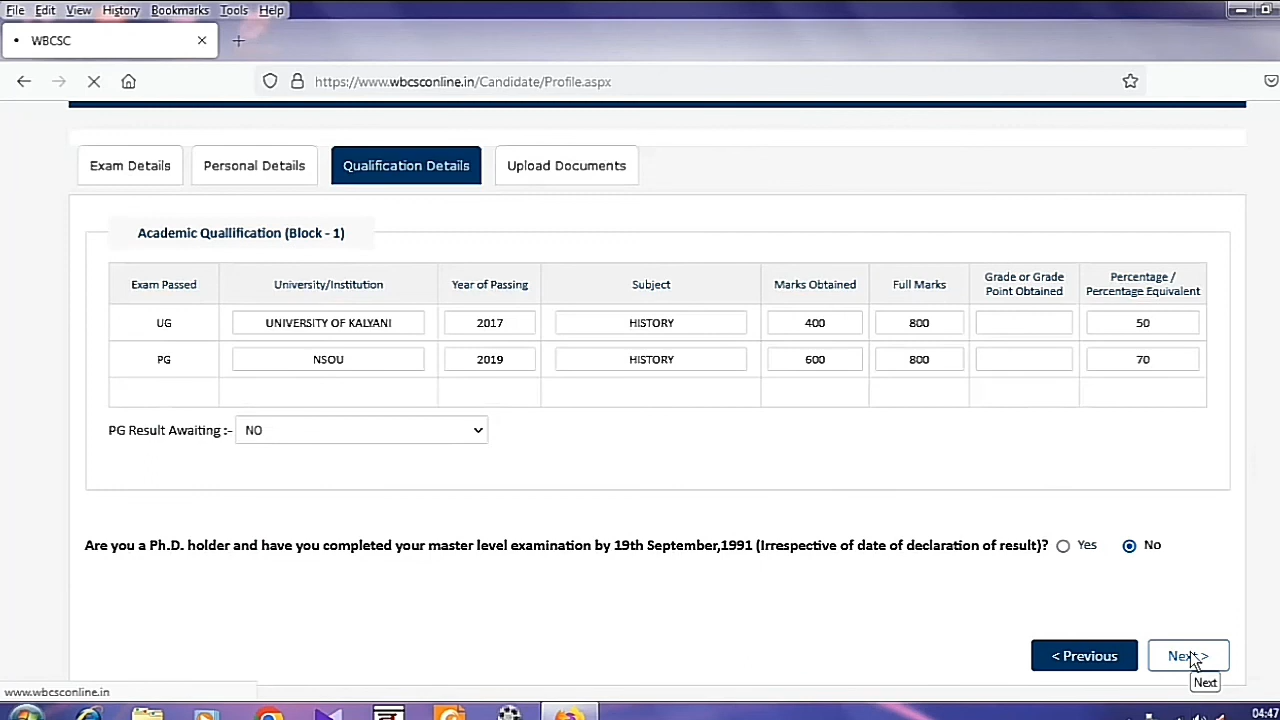 File Edit View History Bookmarks Tools Help
WBCSC
https://www.wbcsconline.in/Candidate/Profile.aspx
Exam Details Personal Details Qualification Details Upload Documents
Academic Quallification (Block - 1)
Exam Passed University/Institution Year of Passing Subject Marks Obtained Full Marks Grade or Grade Point Obtained Percentage / Percentage Equivalent
UG UNIVERSITY OF KALYANI 2017 HISTORY 400 800 50
PG NSOU 2019 HISTORY 600 800 70
PG Result Awaiting :- NO
Are you a Ph.D. holder and have you completed your master level examination by 19th September,1991 (Irrespective of date of declaration of result)? Yes No
< Previous Next >
Next
www.wbcsconline.in
04:47